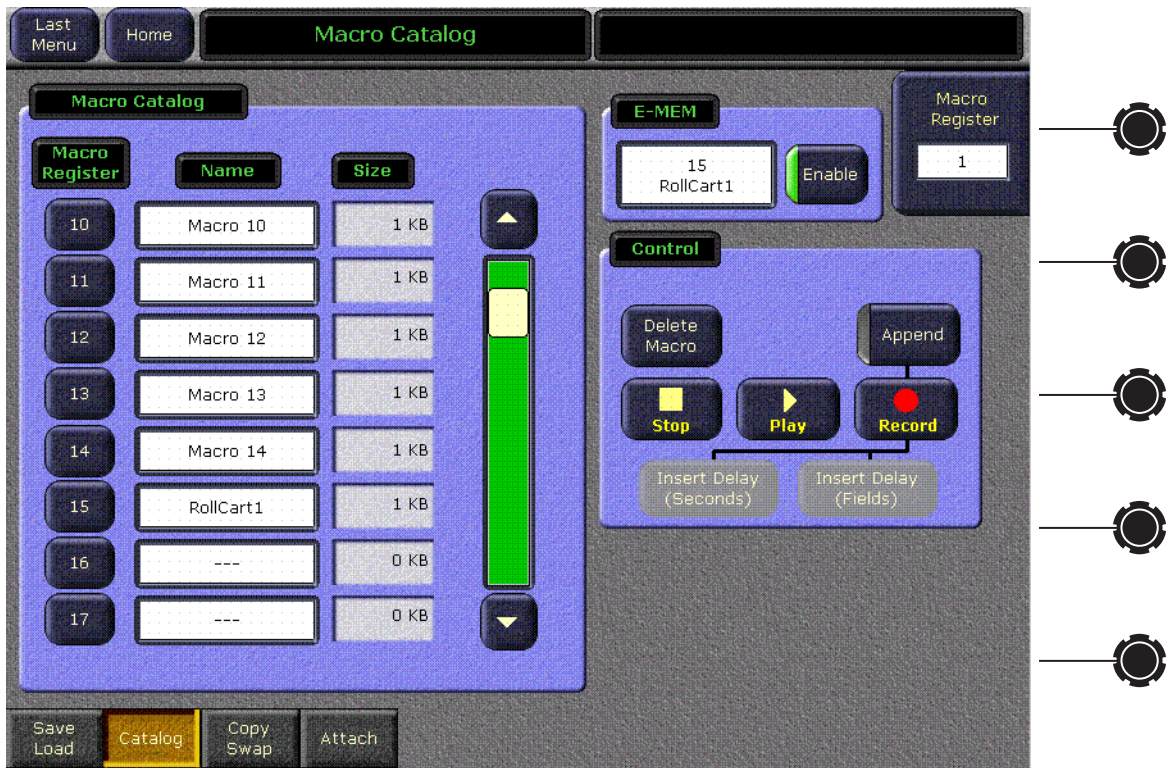 Last
Menu
Home
Macro Catalog
Macro Catalog
Macro
Register
Name
Size
10
Macro 10
1 KB
11
Macro 11
1 KB
12
Macro 12
1 KB
13
Macro 13
1 KB
14
Macro 14
1 KB
15
RollCart1
1 KB
16
---
0 KB
17
---
0 KB
E-MEM
15
RollCart1
Enable
Macro
Register
1
Control
Delete
Macro
Append
Stop
Play
Record
Insert Delay
(Seconds)
Insert Delay
(Fields)
Save
Load
Catalog
Copy
Swap
Attach